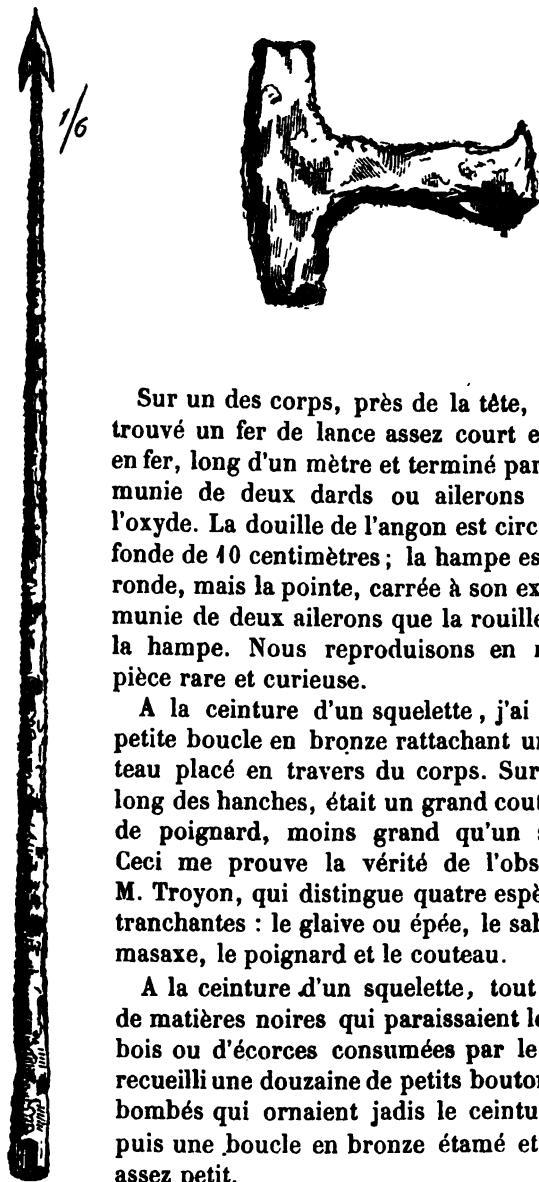 1/6
Sur un des corps, près de la tête,
trouvé un fer de lance assez court e
en fer, long d'un mètre et terminé par
munie de deux dards ou ailerons
l'oxyde. La douille de l'angon est circ
fonde de 10 centimètres ; la hampe es
ronde, mais la pointe, carrée à son ex
munie de deux ailerons que la rouille
la hampe. Nous reproduisons en
pièce rare et curieuse.
A la ceinture d'un squelette, j'ai
petite boucle en bronze rattachant u
teau placé en travers du corps. Sur
long des hanches, était un grand cout
de poignard, moins grand qu'un
Ceci me prouve la vérité de l'obs
M. Troyon, qui distingue quatre espè
tranchantes : le glaive ou épée, le sal
masaxe, le poignard et le couteau.
A la ceinture d'un squelette, tout
de matières noires qui paraissaient l
bois ou d'écorces consumées par le
recueilli une douzaine de petits bouto
bombés qui ornaient jadis le ceintu
puis une boucle en bronze étamé et
assez petit.